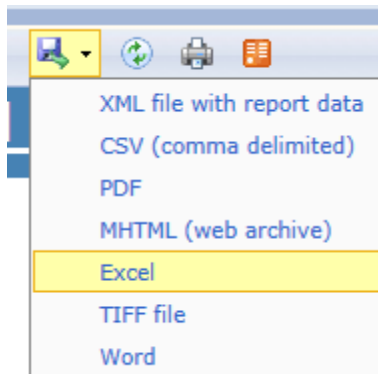 XML file with report data
CSV (comma delimited)
PDF
MHTML (web archive)
Excel
TIFF file
Word